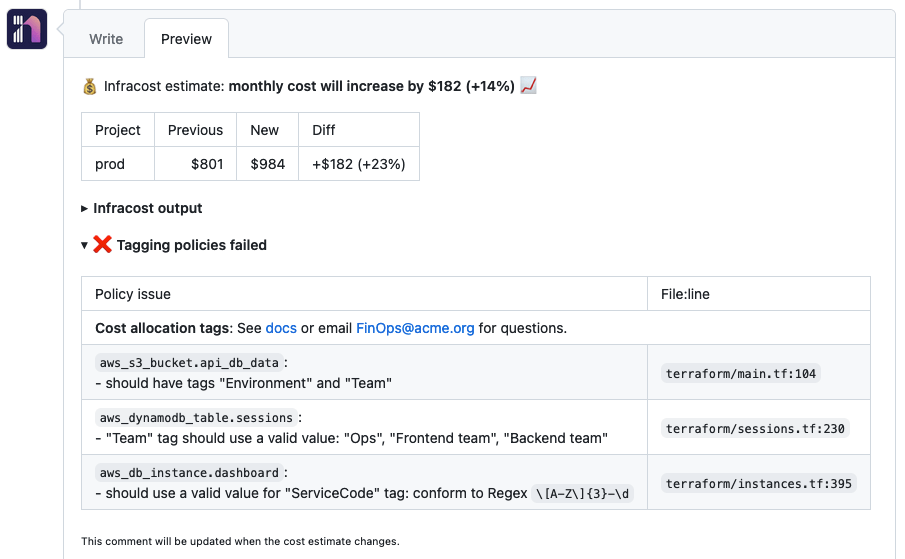 Write Preview
Infracost estimate: monthly cost will increase by $182 (+14%)
Project Previous New Diff
prod $801 $984 +$182 (+23%)
Infracost output
Tagging policies failed
Policy issue File:line
Cost allocation tags: See docs or email FinOps@acme.org for questions.
aws_s3_bucket.api_db_data:
- should have tags "Environment" and "Team"
terraform/main.tf:104
aws_dynamodb_table.sessions:
- "Team" tag should use a valid value: "Ops", "Frontend team", "Backend team"
terraform/sessions.tf:230
aws_db_instance.dashboard:
- should use a valid value for "ServiceCode" tag: conform to Regex \[A-Z\]{3}-\d
terraform/instances.tf:395
This comment will be updated when the cost estimate changes.